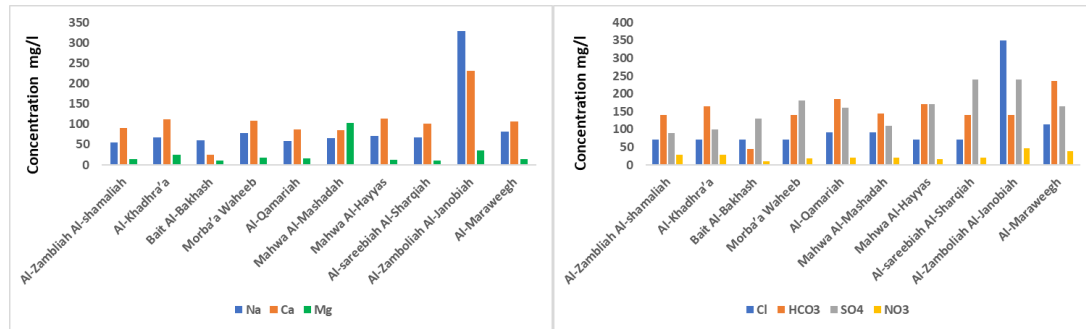 Concentration mg/l
350
300
250
200
150
100
50
0
Al-Zambliah Al-shamaliah
Al-Khadhra'a
Bait Al-Bakhash
Morba'a Waheeb
Al-Qamariah
Mahwa Al-Mashadah
Mahwa Al-Hayyas
Al-sareebiah Al-Sharqiah
Al-Zamboliah Al-Janobiah
Al-Maraweegh
Na Ca Mg
Concentration mg/l
400
350
300
250
200
150
100
50
0
Al-Zambliah Al-shamaliah
Al-Khadhra'a
Bait Al-Bakhash
Morba'a Waheeb
Al-Qamariah
Mahwa Al-Mashadah
Mahwa Al-Hayyas
Al-sareebiah Al-Sharqiah
Al-Zamboliah Al-Janobiah
Al-Maraweegh
Cl HCO3 SO4 NO3